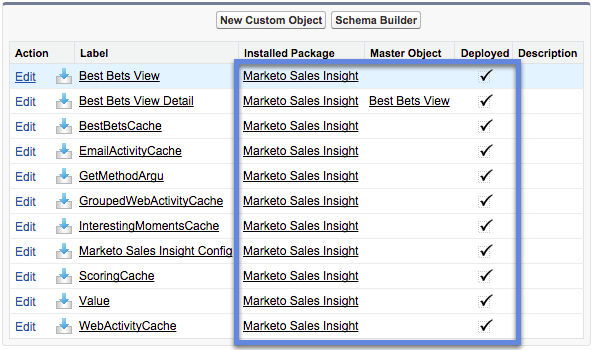 New Custom Object Schema Builder
Action Label Installed Package Master Object Deployed Description
Edit Best Bets View Marketo Sales Insight
Edit Best Bets View Detail Marketo Sales Insight Best Bets View
Edit BestBetsCache Marketo Sales Insight
Edit EmailActivityCache Marketo Sales Insight
Edit GetMethodArgu Marketo Sales Insight
Edit GroupedWebActivityCache Marketo Sales Insight
Edit InterestingMomentsCache Marketo Sales Insight
Edit Marketo Sales Insight Config Marketo Sales Insight
Edit ScoringCache Marketo Sales Insight
Edit Value Marketo Sales Insight
Edit WebActivityCache Marketo Sales Insight